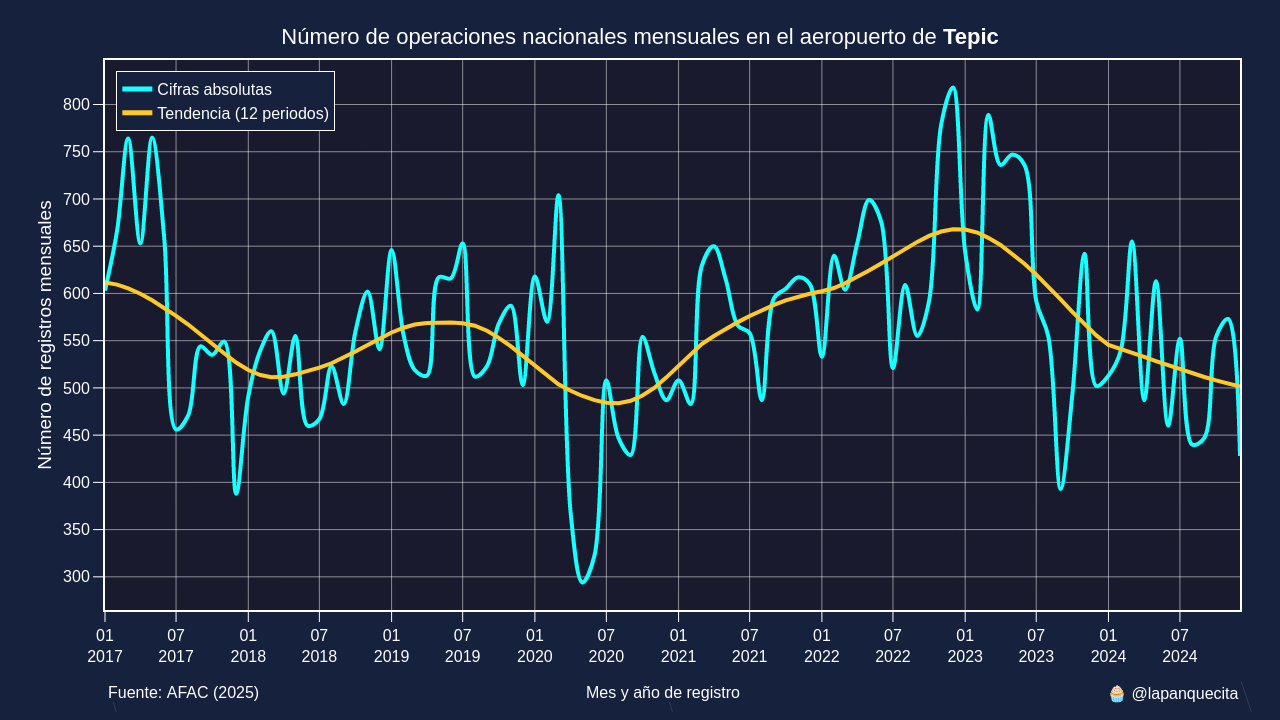 Número de operaciones nacionales mensuales en el aeropuerto de Tepic
Cifras absolutas
Tendencia (12 periodos)
Número de registros mensuales
800
750
700
650
600
550
500
450
400
350
300
01 07 01 07 01 07 01 07 01 07 01 07 01 07 01 07
2017 2017 2018 2018 2019 2019 2020 2020 2021 2021 2022 2022 2023 2023 2024 2024
Fuente: AFAC (2025) Mes y año de registro 🧁 @lapanquecita